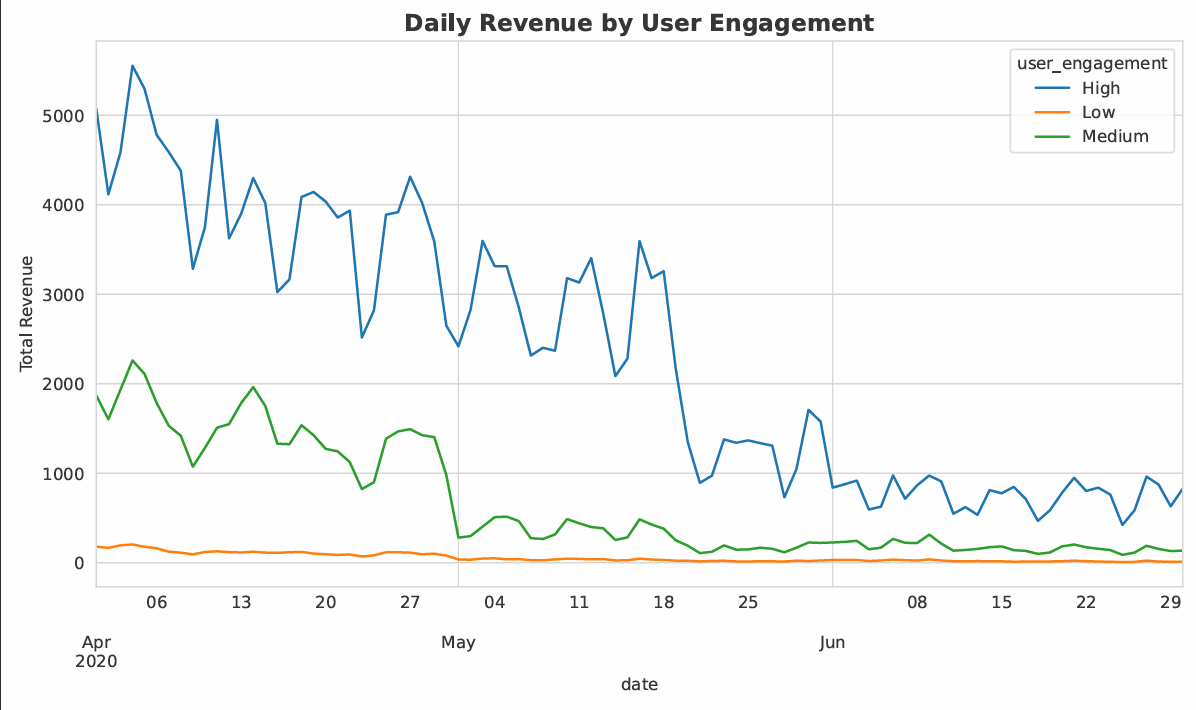 Daily Revenue by User Engagement
user_engagement
High
Low
Medium
Total Revenue
5000
4000
3000
2000
1000
0
06 13 20 27 04 11 18 25 08 15 22 29
Apr May Jun
2020
date